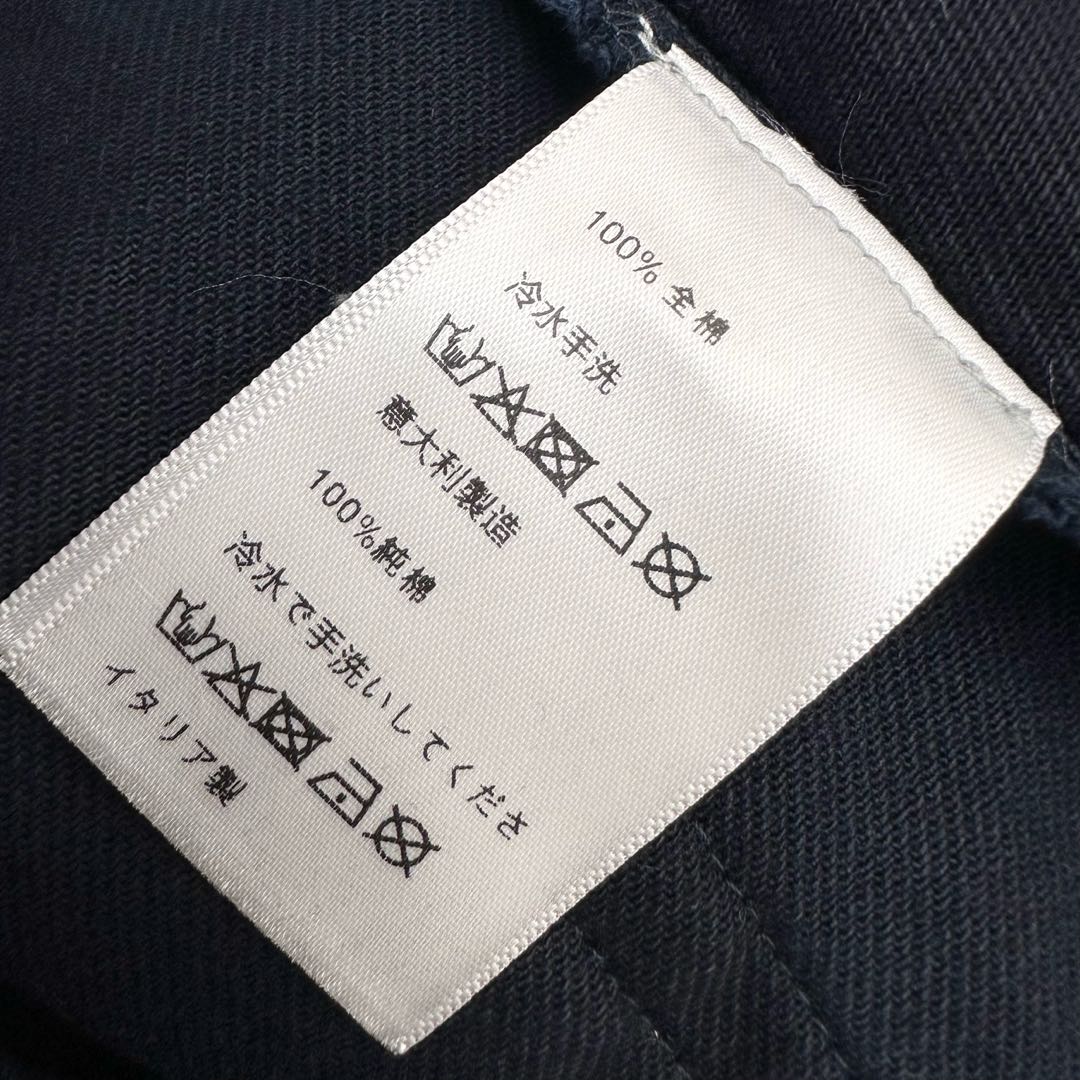 100% 全棉
冷水手洗
意大利製造
100%純棉
冷水で手洗いしてくださ
イタリア製